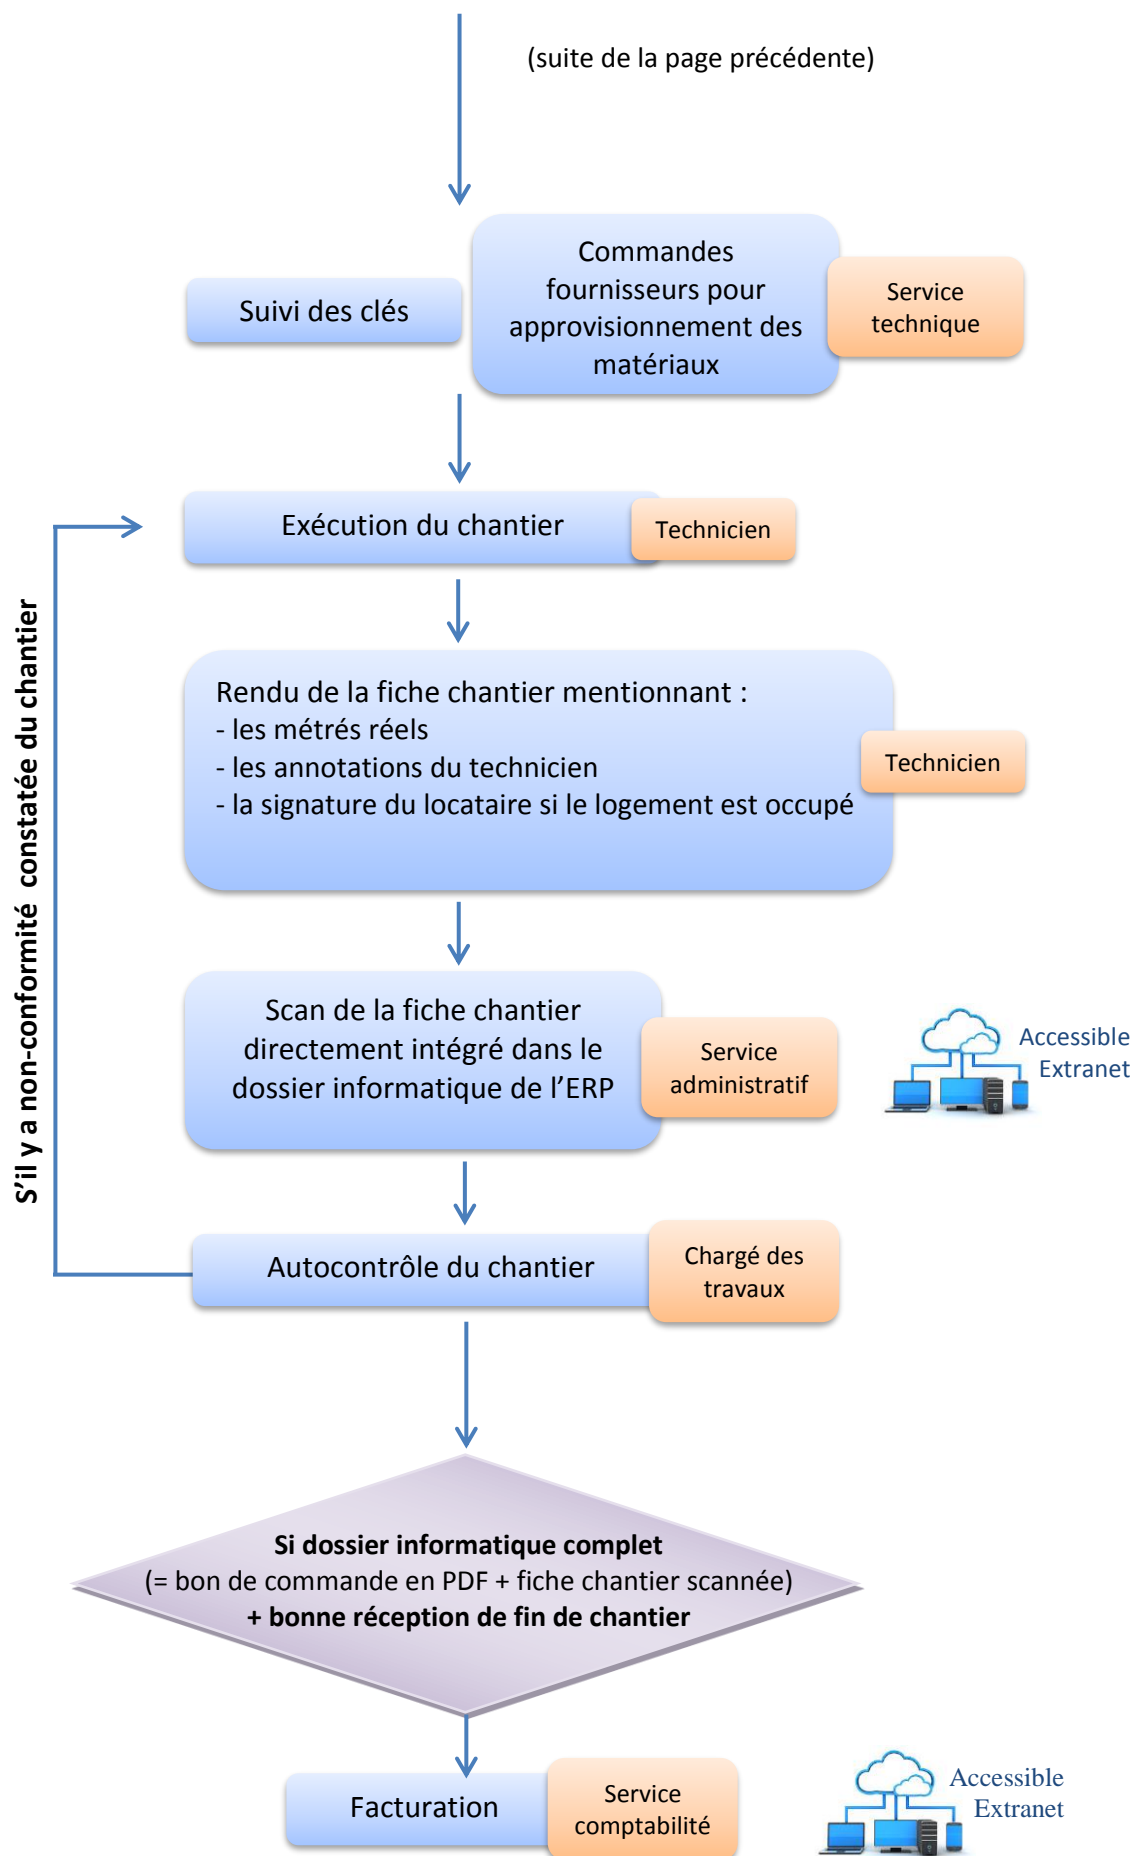 (suite de la page précédente)
Commandes
fournisseurs pour
approvisionnement des
matériaux
Suivi des clés
Service
technique
Exécution du chantier
Technicien
S'il y a non-conformité constatée du chantier
Rendu de la fiche chantier mentionnant :
- les métrés réels
- les annotations du technicien
- la signature du locataire si le logement est occupé
Technicien
Scan de la fiche chantier
directement intégré dans le
dossier informatique de l'ERP
Service
administratif
Accessible
Extranet
Autocontrôle du chantier
Chargé des
travaux
Si dossier informatique complet
(= bon de commande en PDF + fiche chantier scannée)
+ bonne réception de fin de chantier
Facturation
Service
comptabilité
Accessible
Extranet